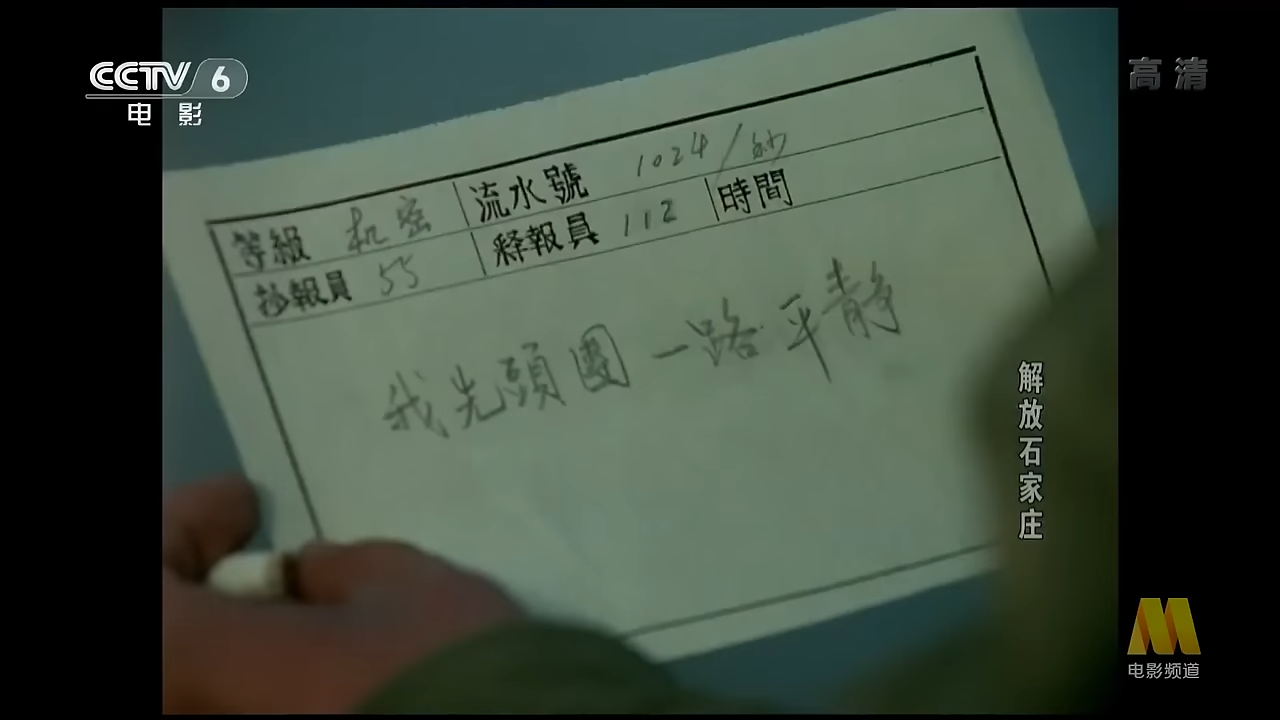 CCTV 6
电影
高清
等級 机密 流水號 1024/
抄報員 55 释報員 112 時間
我先頭團一路平静
解放石家庄
电影频道